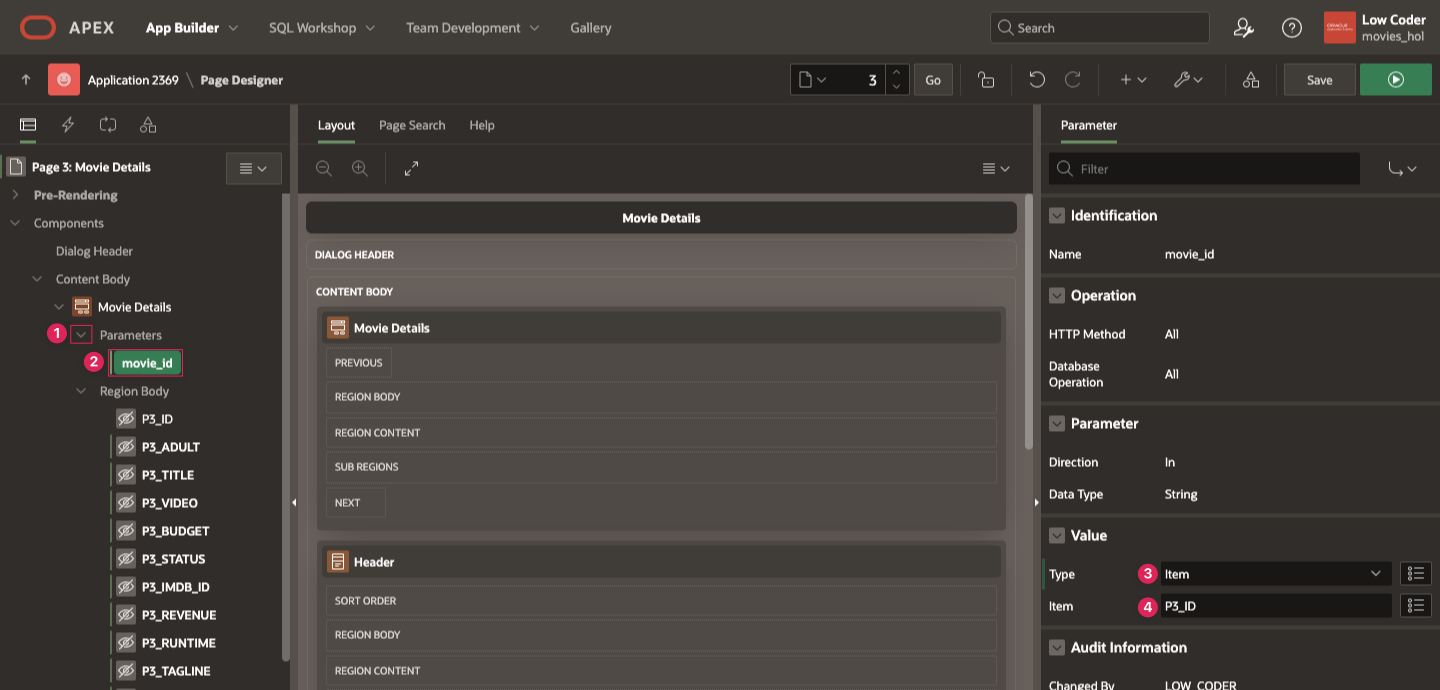 APEX App Builder SQL Workshop Team Development Gallery Search Low Coder
movies_hol
Application 2369 \ Page Designer 3 Go Save
Layout Page Search Help
Parameter
Page 3: Movie Details
Pre-Rendering
Components
Dialog Header
Content Body
Movie Details
1 Parameters
2 movie_id
Region Body
P3_ID
P3_ADULT
P3_TITLE
P3_VIDEO
P3_BUDGET
P3_STATUS
P3_IMDB_ID
P3_REVENUE
P3_RUNTIME
P3_TAGLINE
Movie Details
DIALOG HEADER
CONTENT BODY
Movie Details
PREVIOUS
REGION BODY
REGION CONTENT
SUB REGIONS
NEXT
Header
SORT ORDER
REGION BODY
REGION CONTENT
Filter
Identification
Name movie_id
Operation
HTTP Method All
Database
Operation All
Parameter
Direction In
Data Type String
Value
Type 3 Item
Item 4 P3_ID
Audit Information
Changed By LOW_CODER